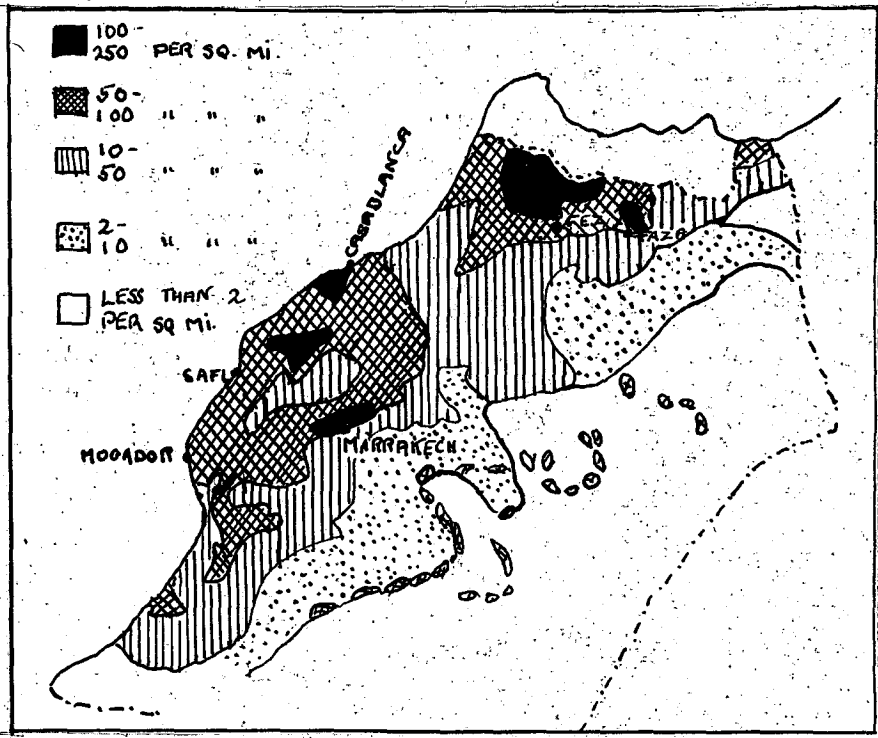 100-
250 PER SQ. MI.
50-
100 " " "
10-
50 " " "
2-
10 " " "
LESS THAN 2
PER SQ MI.
CASABLANCA
FEZ
TAZA
SAFI
MOGADOR
MARRAKECH